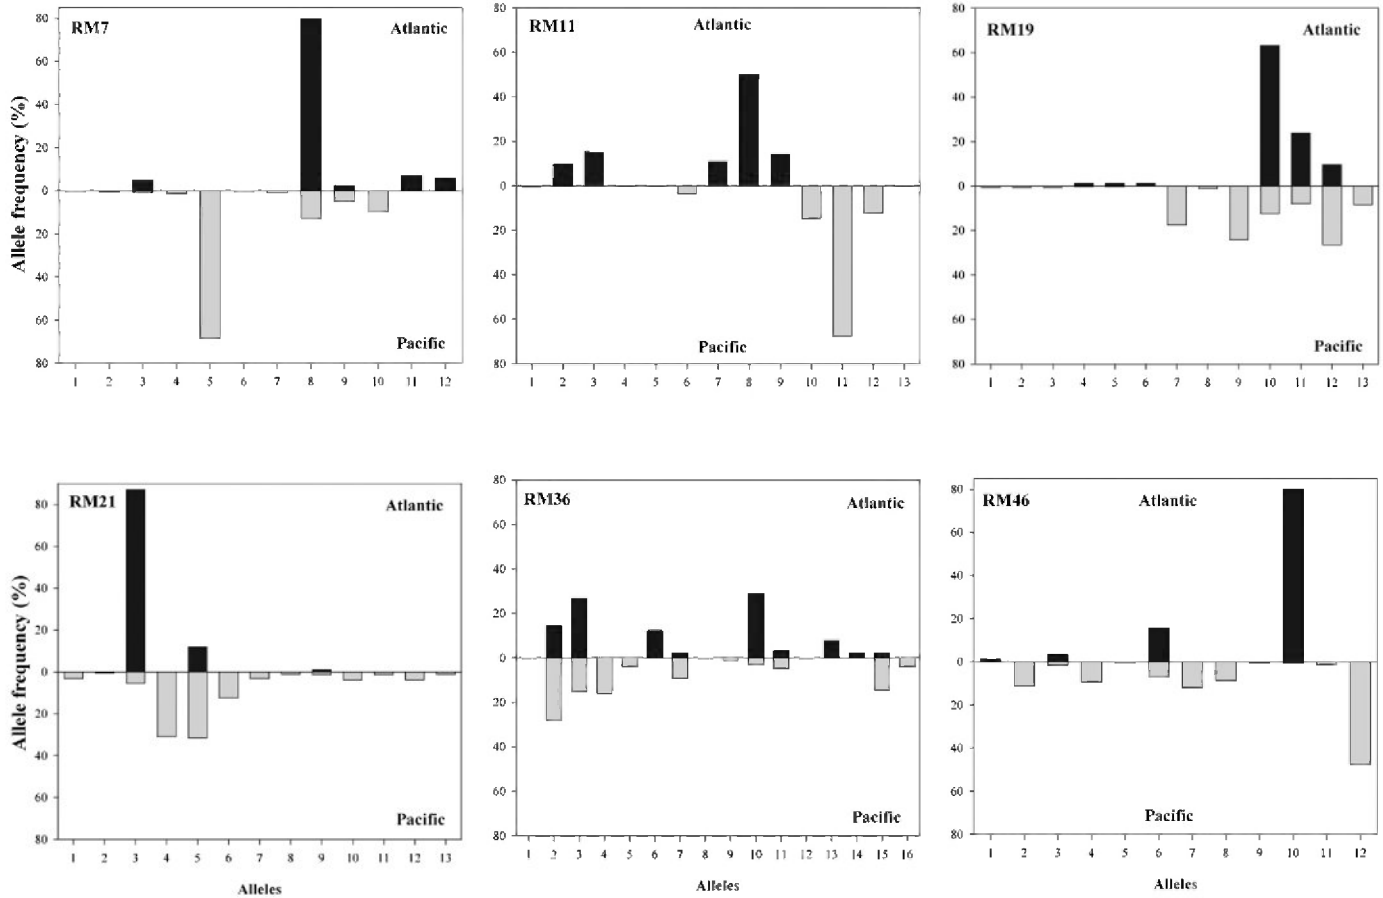 RM7
Atlantic
Allele frequency (%)
80
60
40
20
0
20
40
60
80
Pacific
1 2 3 4 5 6 7 8 9 10 11 12
RM11
Atlantic
80
60
40
20
0
20
40
60
80
Pacific
1 2 3 4 5 6 7 8 9 10 11 12 13
RM19
Atlantic
80
60
40
20
0
20
40
60
80
Pacific
1 2 3 4 5 6 7 8 9 10 11 12 13
RM21
Atlantic
Allele frequency (%)
80
60
40
20
0
20
40
60
80
Pacific
1 2 3 4 5 6 7 8 9 10 11 12 13
Alleles
RM36
Atlantic
80
60
40
20
0
20
40
60
80
Pacific
1 2 3 4 5 6 7 8 9 10 11 12 13 14 15 16
Alleles
RM46
Atlantic
80
60
40
20
0
20
40
60
80
Pacific
1 2 3 4 5 6 7 8 9 10 11 12
Alleles